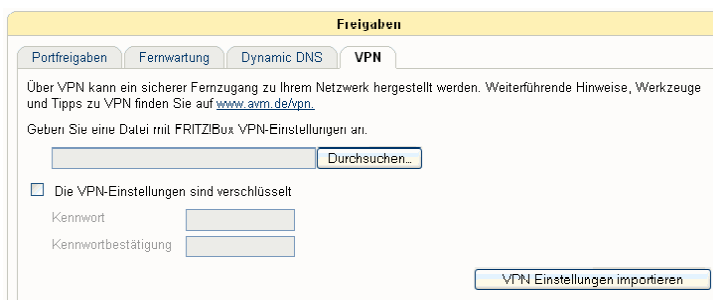 Freigaben
Portfreigaben Fernwartung Dynamic DNS VPN
Über VPN kann ein sicherer Fernzugang zu Ihrem Netzwerk hergestellt werden. Weiterführende Hinweise, Werkzeuge
und Tipps zu VPN finden Sie auf www.avm.de/vpn.
Geben Sie eine Datei mit FRITZ!Box VPN-Einstellungen an.
Durchsuchen...
Die VPN-Einstellungen sind verschlüsselt
Kennwort
Kennwortbestätigung
VPN Einstellungen importieren